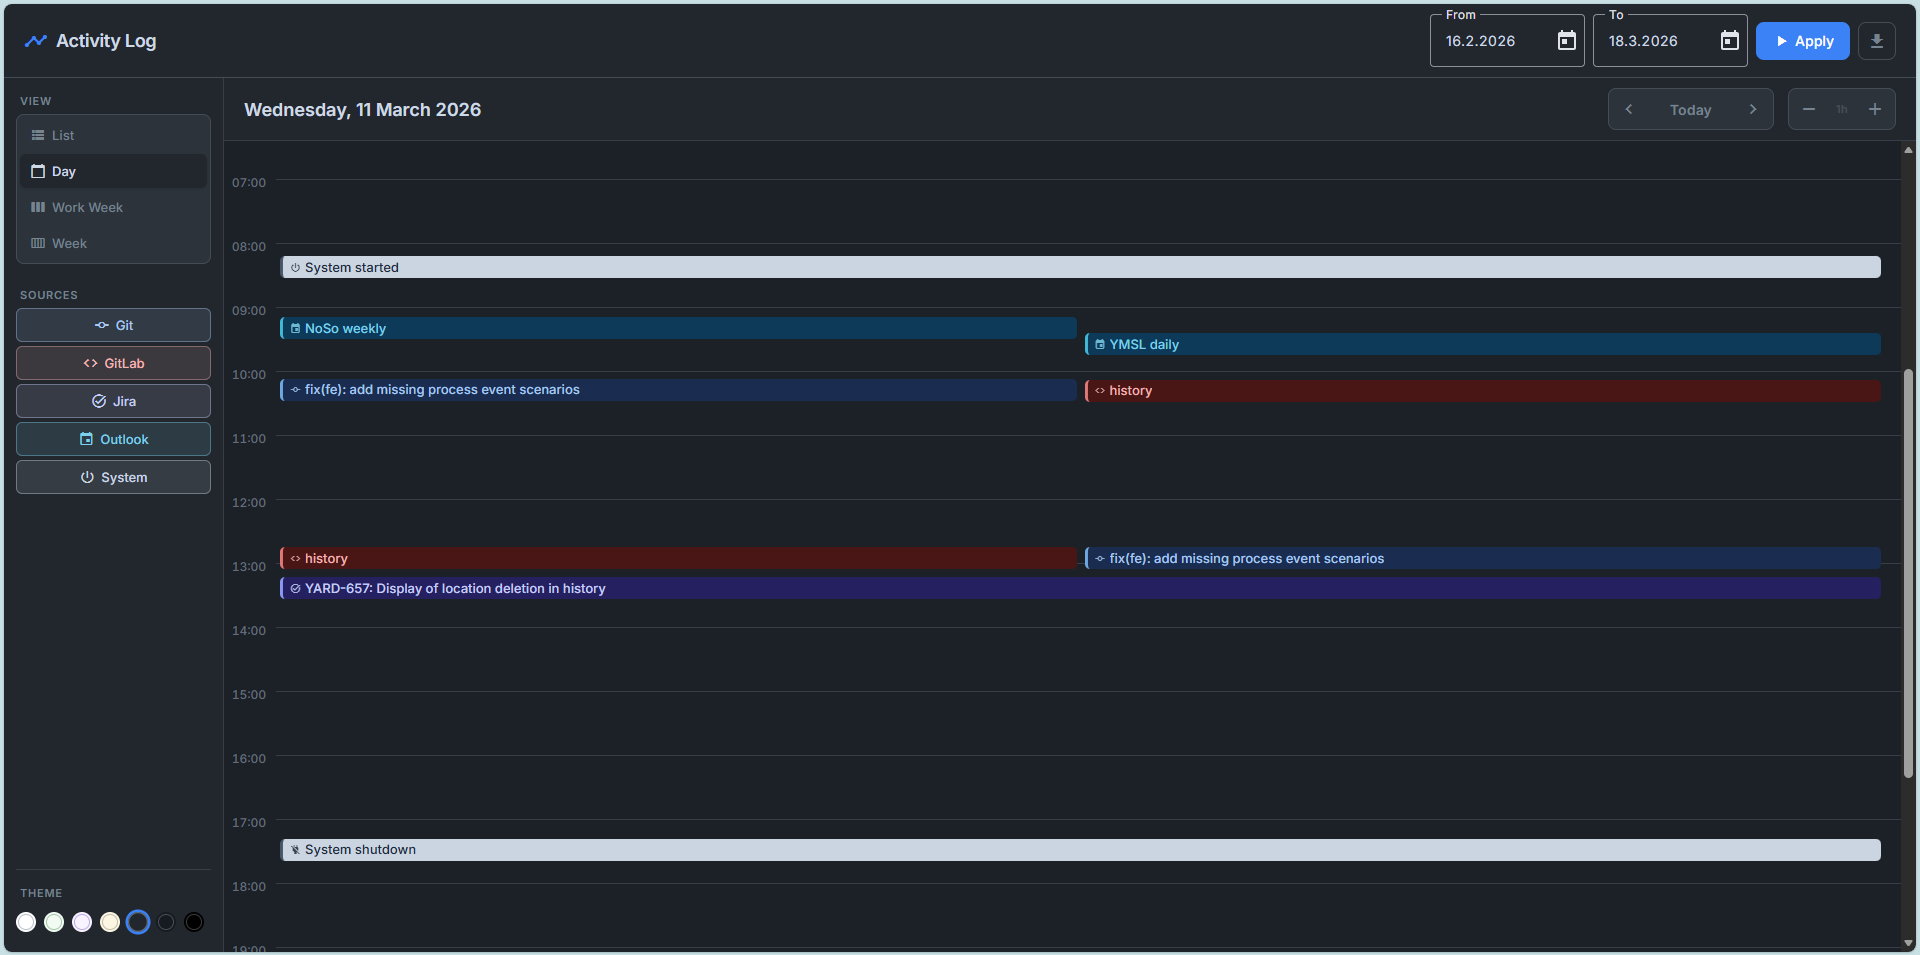 Activity Log
From
16.2.2026
To
18.3.2026
Apply
VIEW
List
Day
Work Week
Week
SOURCES
Git
GitLab
Jira
Outlook
System
THEME
Wednesday, 11 March 2026
Today
1h
07:00
08:00
System started
09:00
NoSo weekly
YMSL daily
10:00
fix(fe): add missing process event scenarios
history
11:00
12:00
history
fix(fe): add missing process event scenarios
13:00
YARD-657: Display of location deletion in history
14:00
15:00
16:00
17:00
System shutdown
18:00
19:00